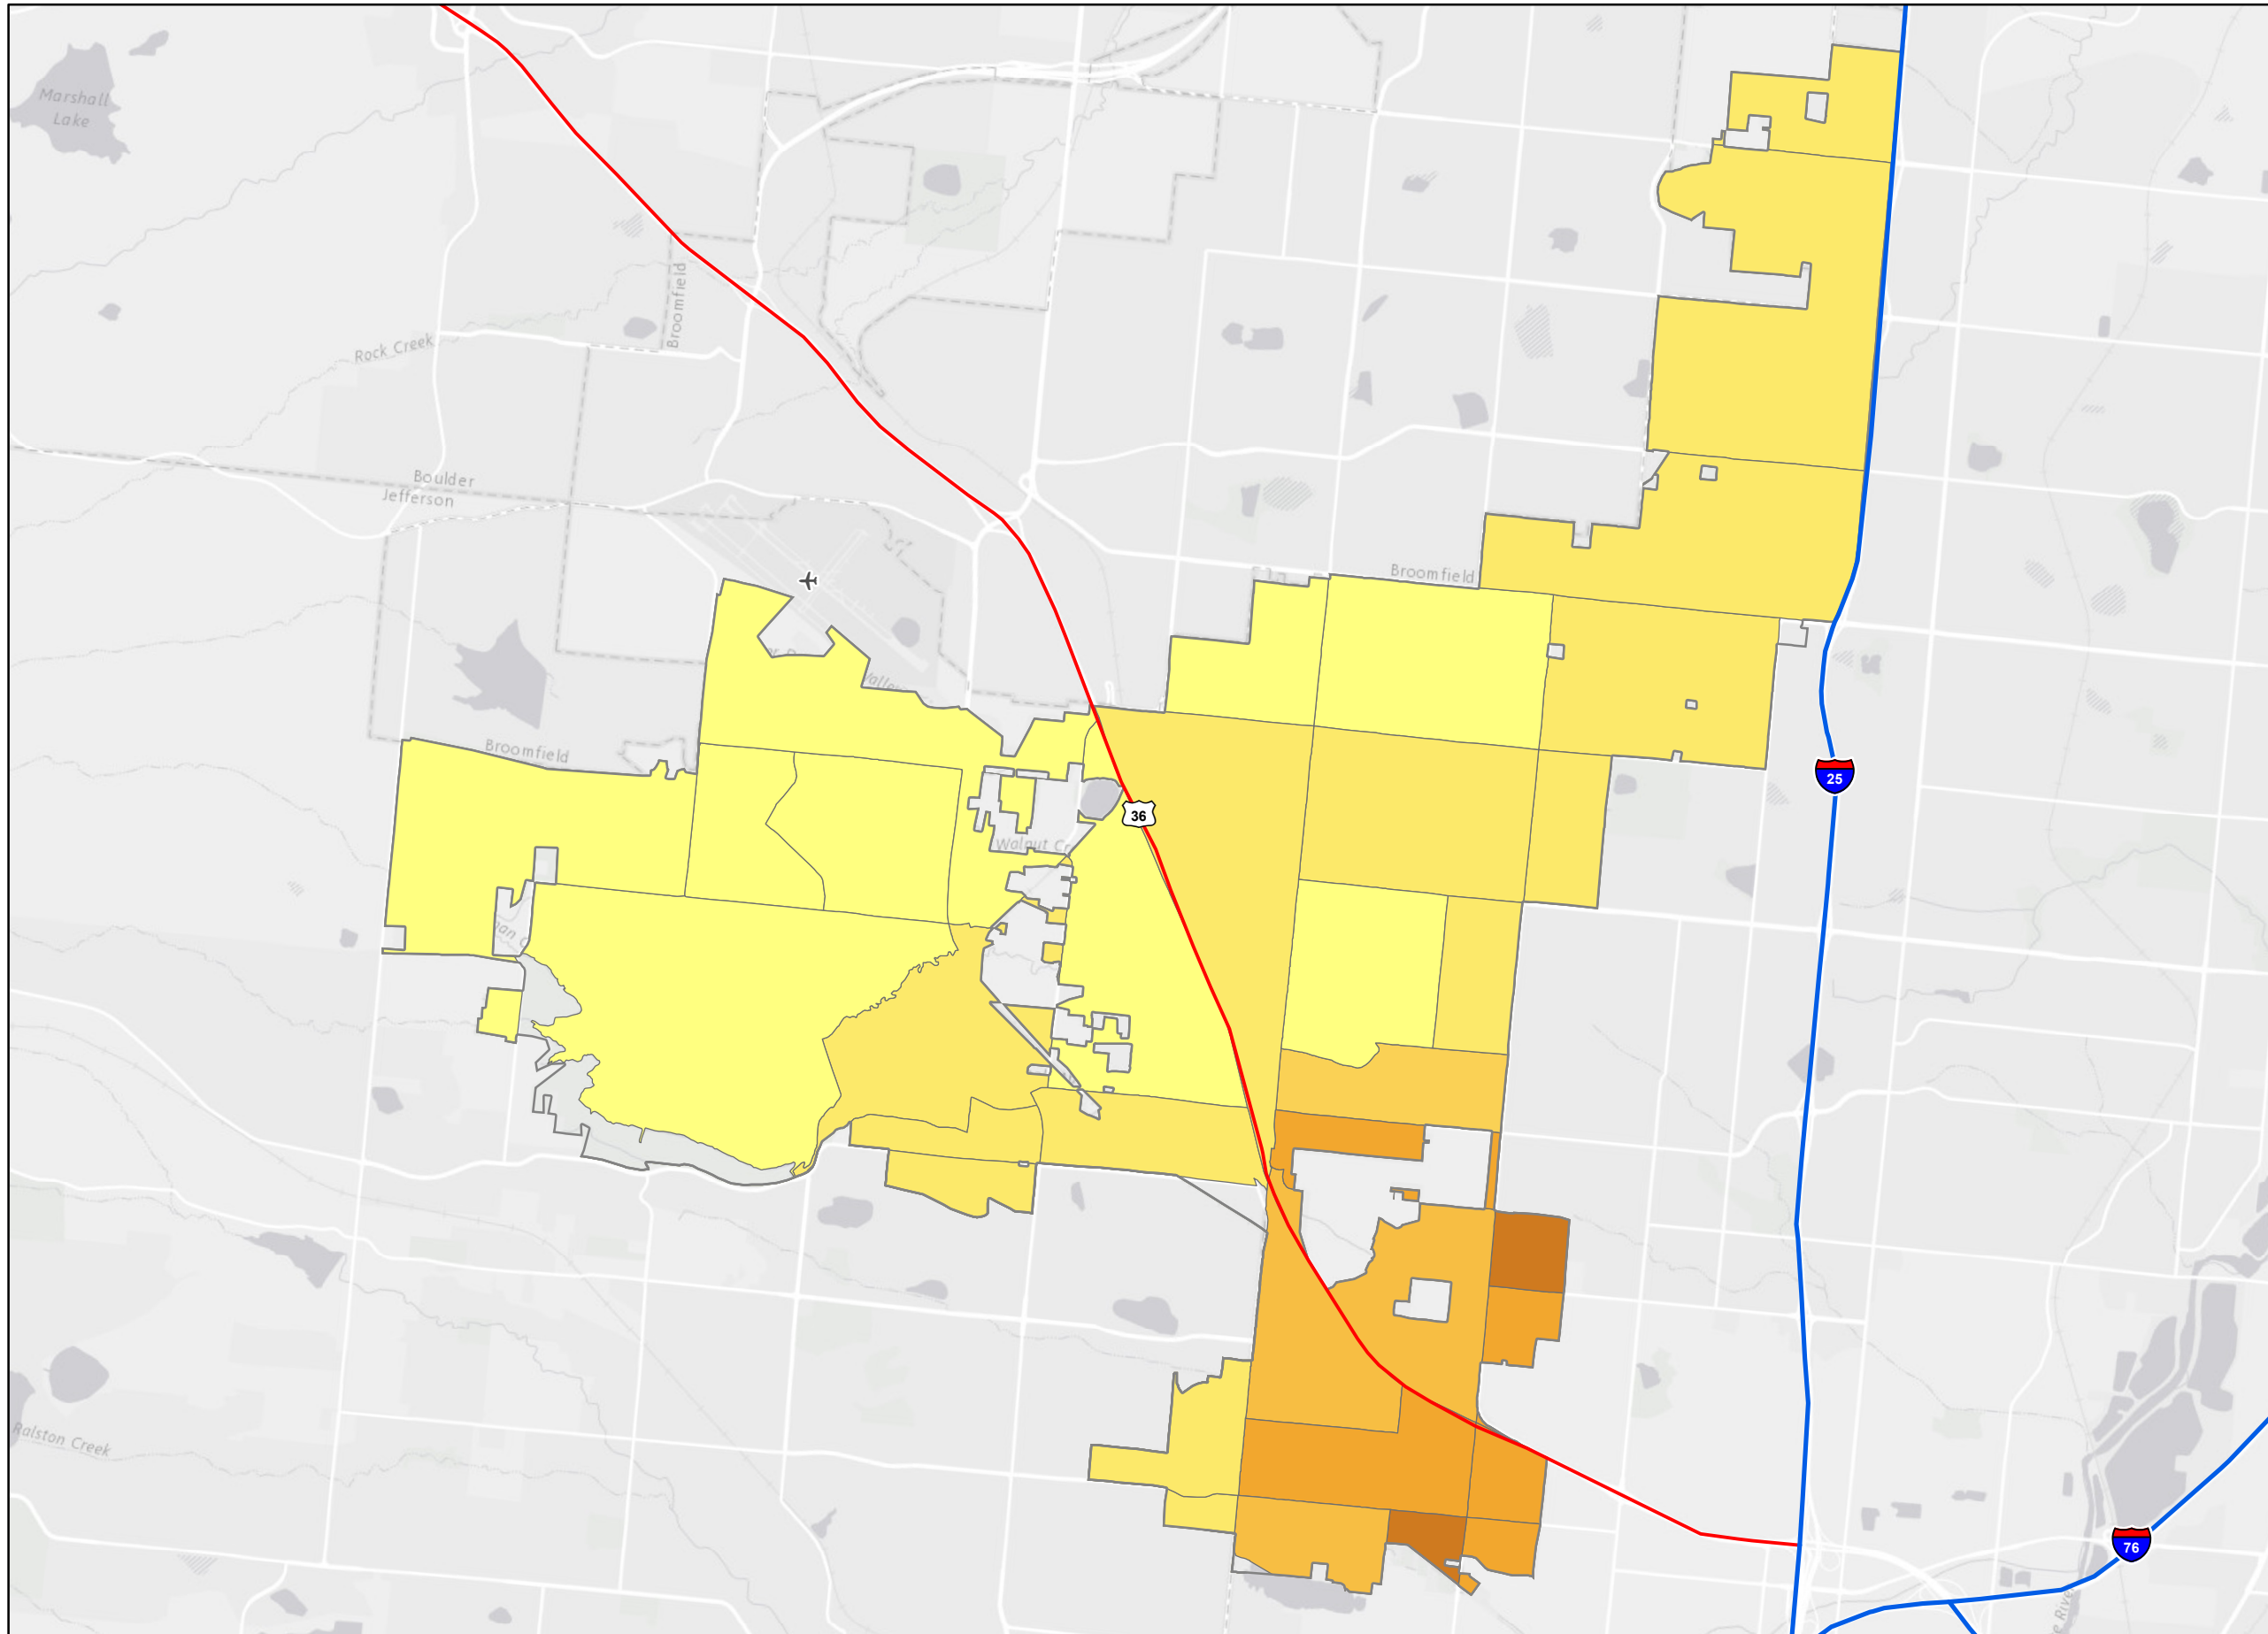 Marshall
Lake
Broomfield
Rock Creek
Boulder
Jefferson
Broomfield
Broomfield
25
36
Walnut Cr
Ralston Creek
76